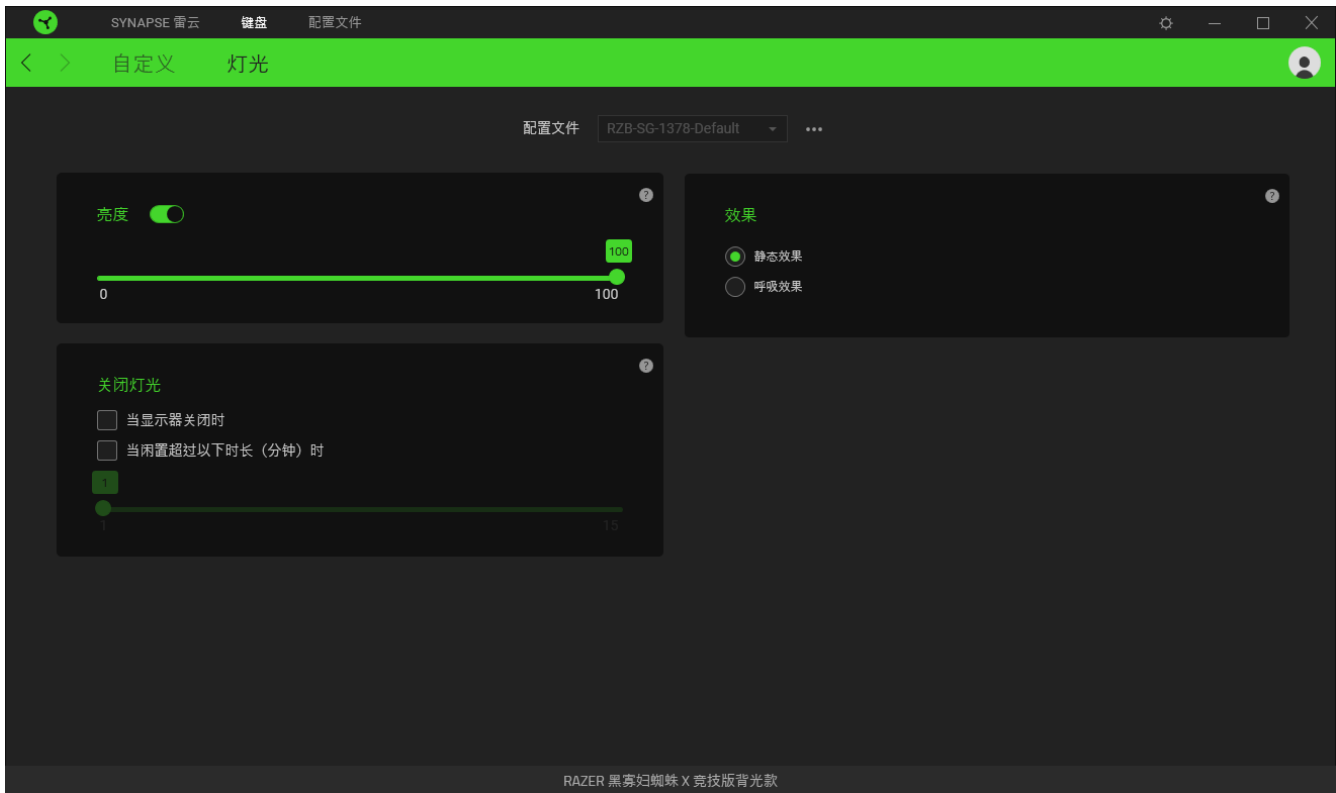 SYNAPSE 雷云 键盘 配置文件
自定义 灯光
配置文件 RZB-SG-1378-Default
亮度
100
0 100
效果
静态效果
呼吸效果
关闭灯光
当显示器关闭时
当闲置超过以下时长（分钟）时
1
1 15
RAZER 黑寡妇蜘蛛 X 竞技版背光款